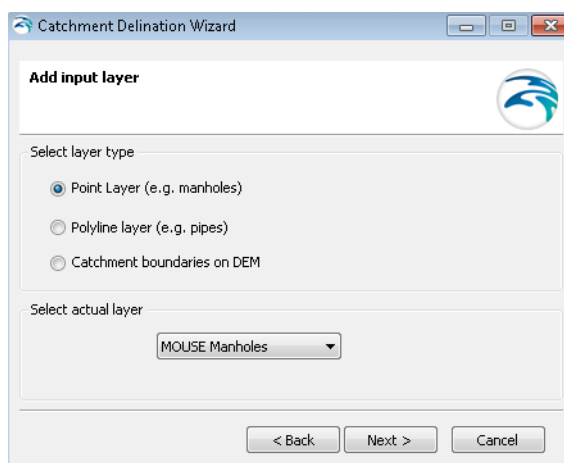 Catchment Delination Wizard
Add input layer
Select layer type
Point Layer (e.g. manholes)
Polyline layer (e.g. pipes)
Catchment boundaries on DEM
Select actual layer
MOUSE Manholes
< Back Next > Cancel